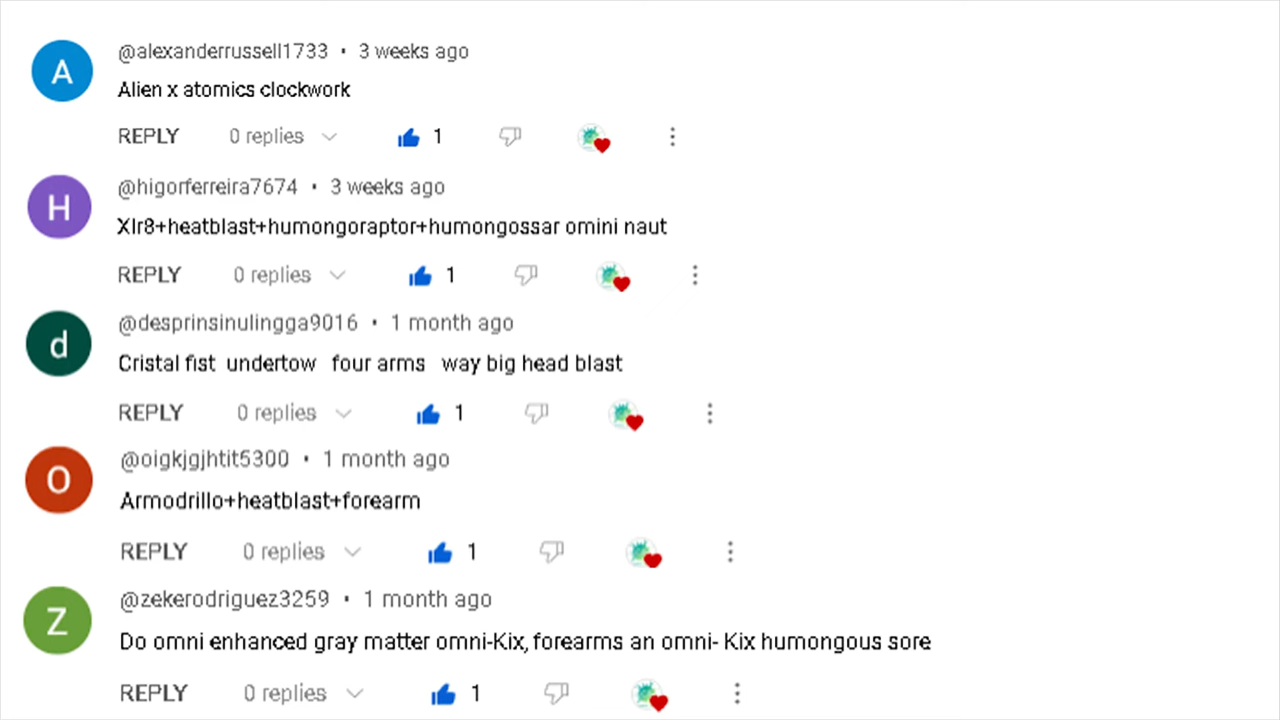 A
@alexanderrussell1733 • 3 weeks ago
Alien x atomics clockwork
REPLY 0 replies 1
H
@higorferreira7674 • 3 weeks ago
Xlr8+heatblast+humongoraptor+humongossar omini naut
REPLY 0 replies 1
d
@desprinsinulingga9016 • 1 month ago
Cristal fist undertow four arms way big head blast
REPLY 0 replies 1
O
@oigkjgjhtit5300 • 1 month ago
Armodrillo+heatblast+forearm
REPLY 0 replies 1
Z
@zekerodriguez3259 • 1 month ago
Do omni enhanced gray matter omni-Kix, forearms an omni- Kix humongous sore
REPLY 0 replies 1